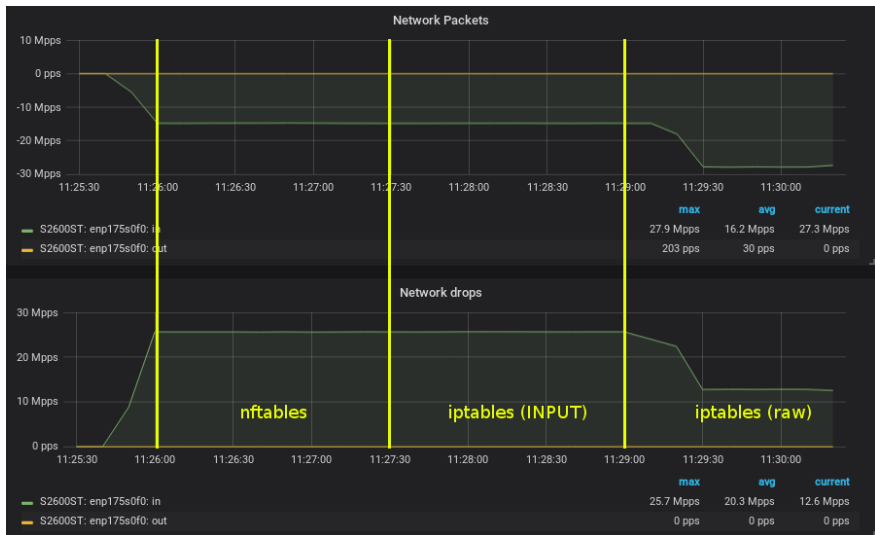 Network Packets
10 Mpps
0 pps
-10 Mpps
-20 Mpps
-30 Mpps
11:25:30 11:26:00 11:26:30 11:27:00 11:27:30 11:28:00 11:28:30 11:29:00 11:29:30 11:30:00
max avg current
S2600ST: enp175s0f0: in 27.9 Mpps 16.2 Mpps 27.3 Mpps
S2600ST: enp175s0f0: out 203 pps 30 pps 0 pps
Network drops
30 Mpps
20 Mpps
10 Mpps
0 pps
nftables iptables (INPUT) iptables (raw)
11:25:30 11:26:00 11:26:30 11:27:00 11:27:30 11:28:00 11:28:30 11:29:00 11:29:30 11:30:00
max avg current
S2600ST: enp175s0f0: in 25.7 Mpps 20.3 Mpps 12.6 Mpps
S2600ST: enp175s0f0: out 0 pps 0 pps 0 pps